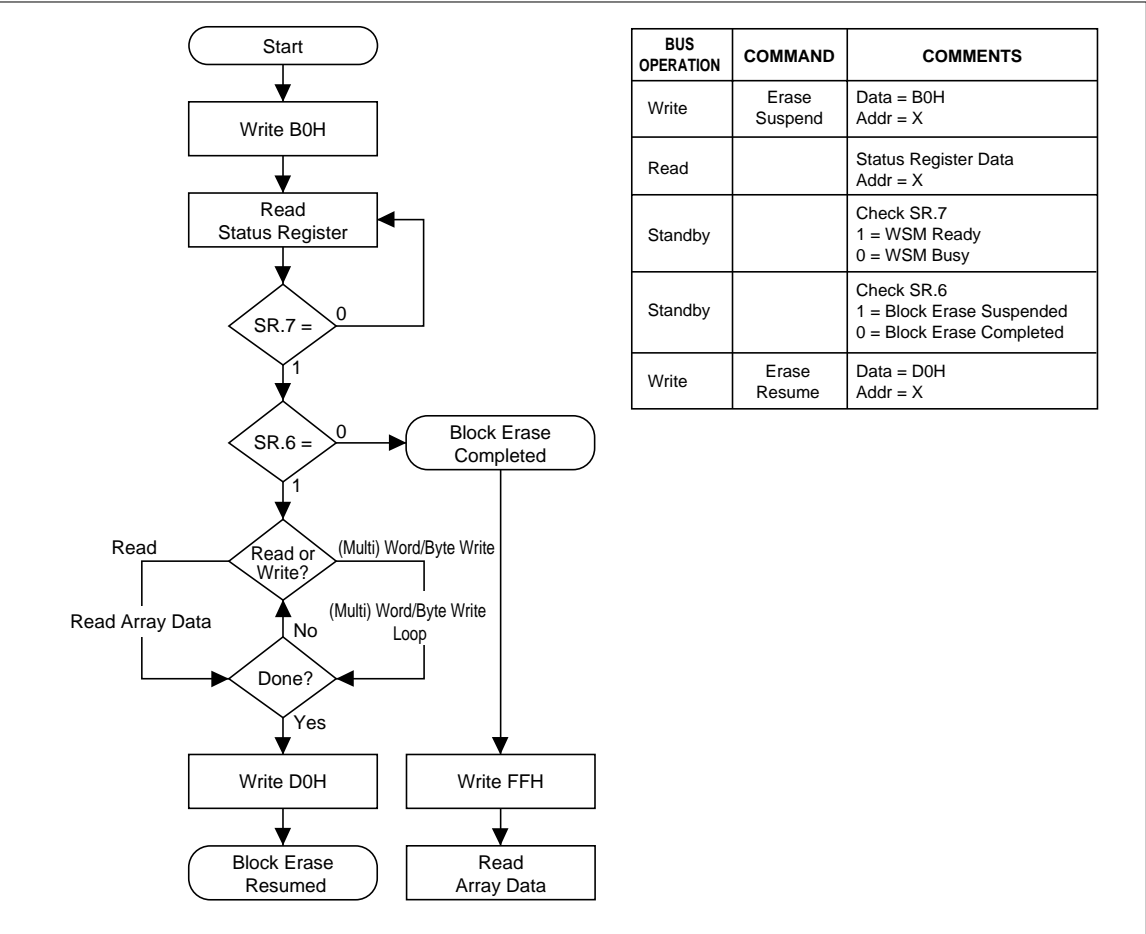 Start
Write B0H
Read
Status Register
SR.7 =
0
1
SR.6 =
0
1
Block Erase
Completed
Read or
Write?
Read
(Multi) Word/Byte Write
Read Array Data
(Multi) Word/Byte Write
Loop
No
Done?
Yes
Write D0H
Write FFH
Block Erase
Resumed
Read
Array Data
BUS
OPERATION
COMMAND
COMMENTS
Write
Erase
Suspend
Data = B0H
Addr = X
Read
Status Register Data
Addr = X
Standby
Check SR.7
1 = WSM Ready
0 = WSM Busy
Standby
Check SR.6
1 = Block Erase Suspended
0 = Block Erase Completed
Write
Erase
Resume
Data = D0H
Addr = X